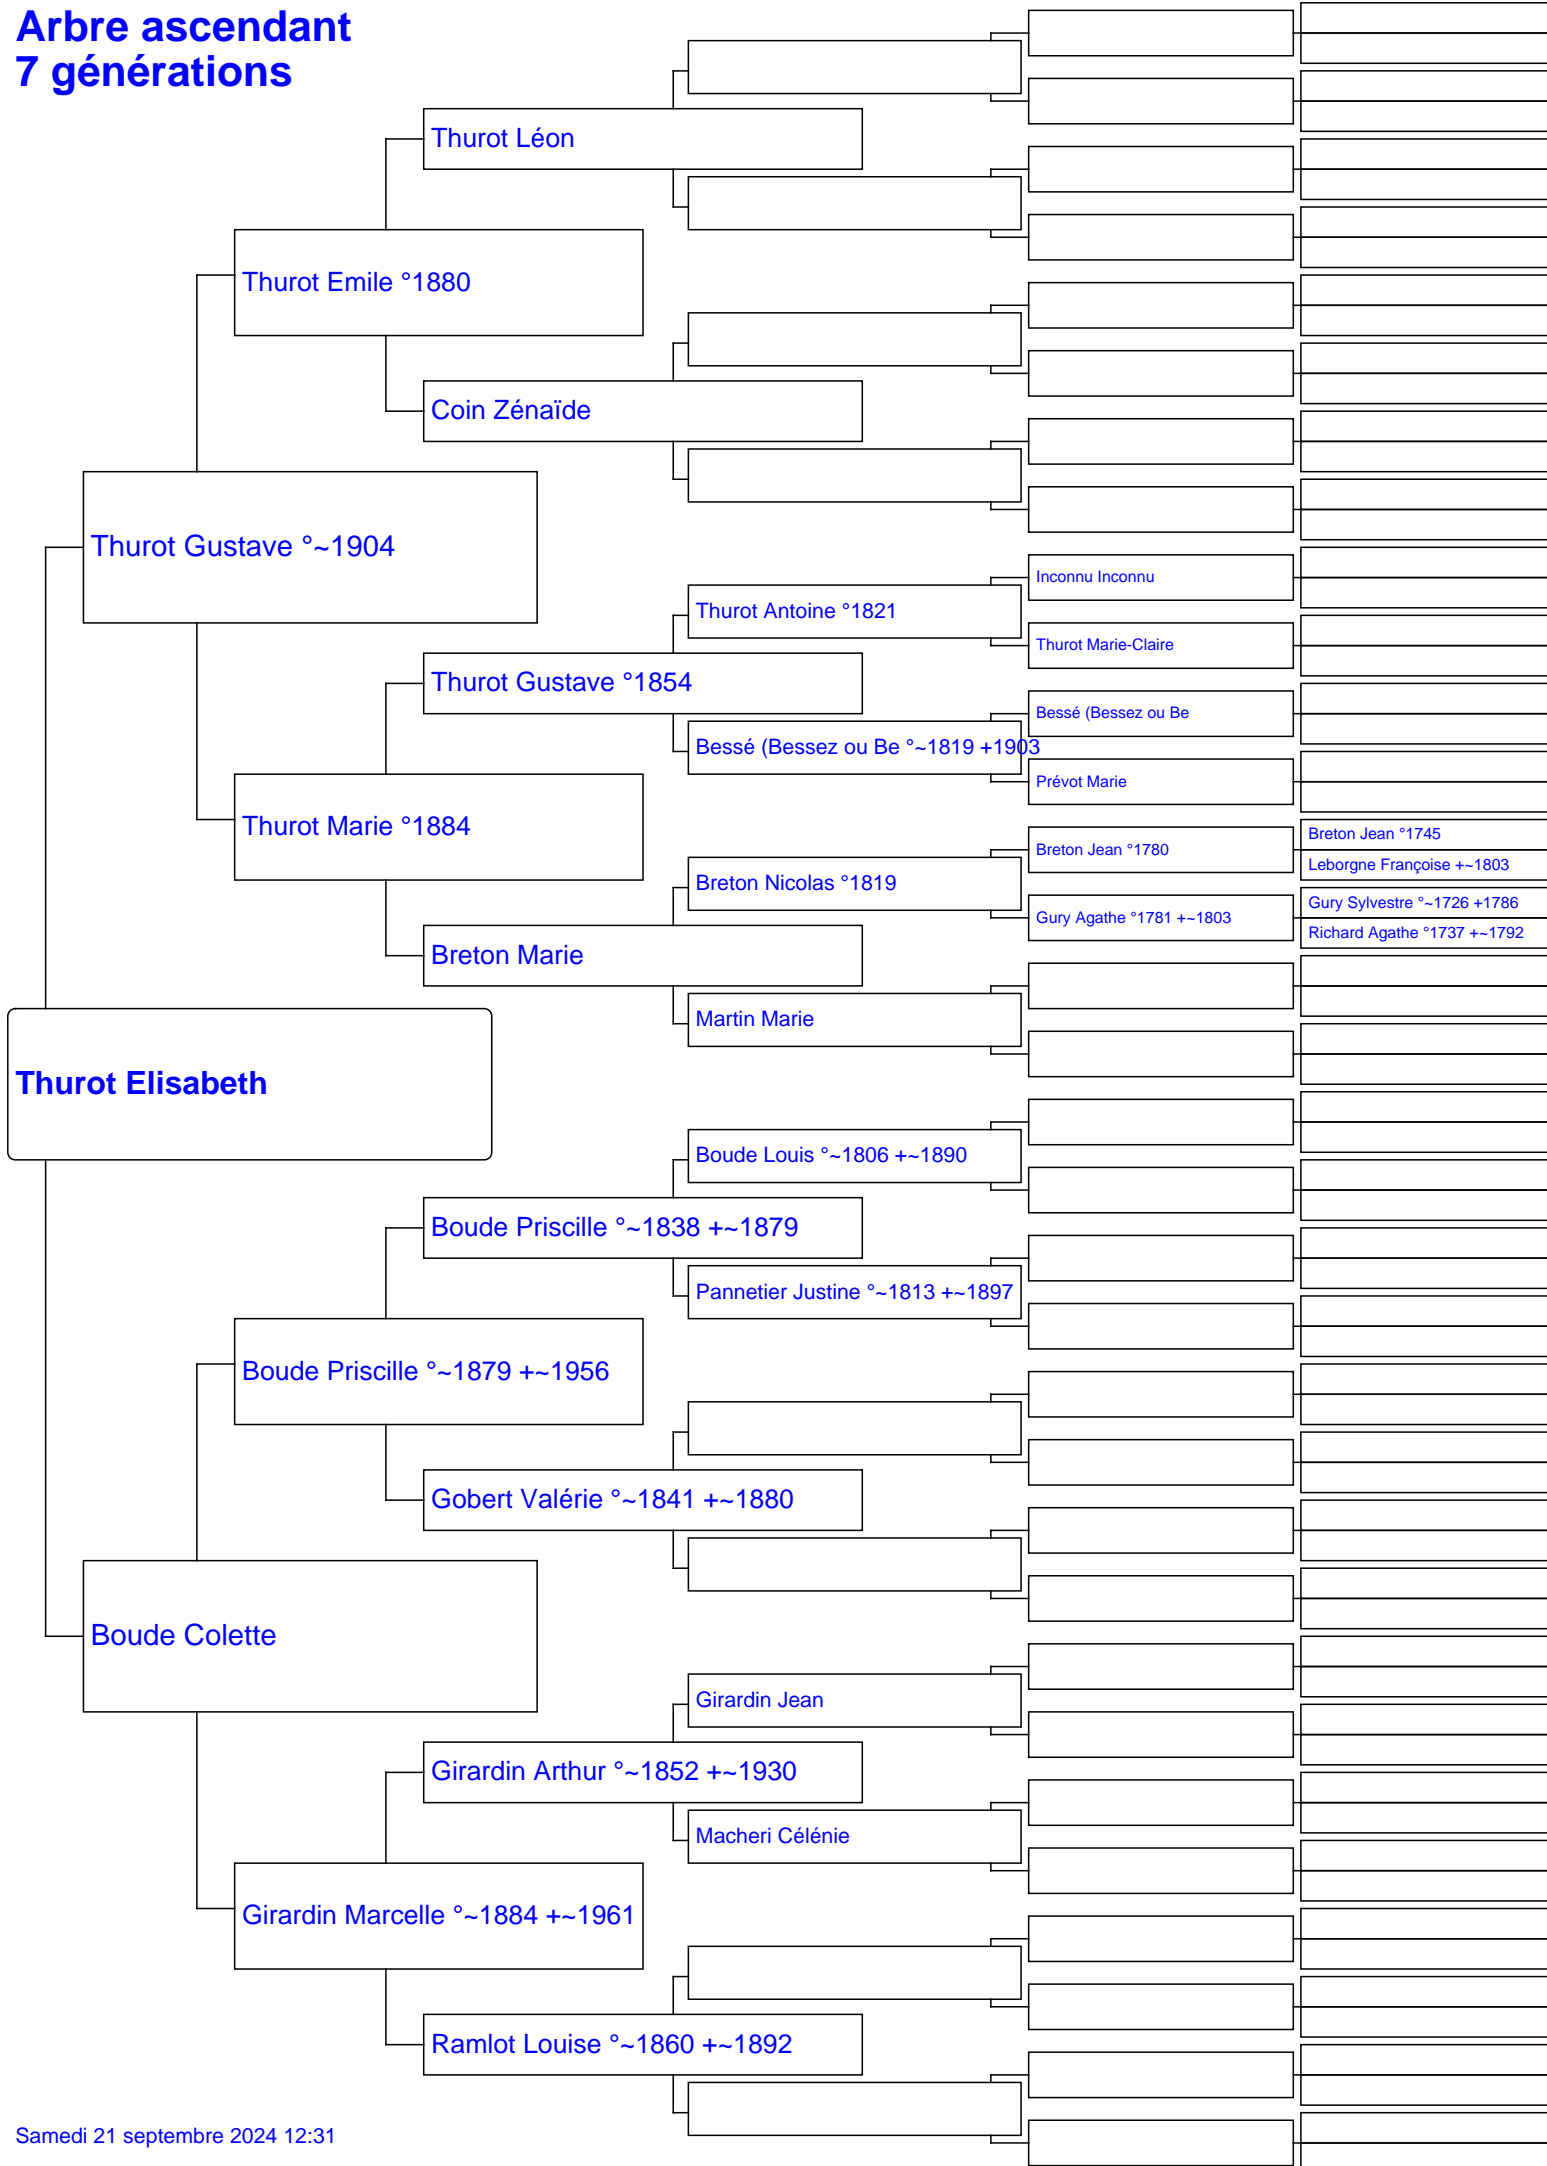 Arbre ascendant
7 générations
Thurot Léon
Thurot Emile °1880
Coin Zénaïde
Thurot Gustave °~1904
Inconnu Inconnu
Thurot Antoine °1821
Thurot Marie-Claire
Thurot Gustave °1854
Bessé (Bessez ou Be
Bessé (Bessez ou Be °~1819 +1903
Prévot Marie
Thurot Marie °1884
Breton Jean °1745
Breton Jean °1780
Leborgne Françoise +~1803
Breton Nicolas °1819
Gury Sylvestre °~1726 +1786
Gury Agathe °1781 +~1803
Richard Agathe °1737 +~1792
Breton Marie
Martin Marie
Thurot Elisabeth
Boude Louis °~1806 +~1890
Boude Priscille °~1838 +~1879
Pannetier Justine °~1813 +~1897
Boude Priscille °~1879 +~1956
Gobert Valérie °~1841 +~1880
Boude Colette
Girardin Jean
Girardin Arthur °~1852 +~1930
Macheri Célénie
Girardin Marcelle °~1884 +~1961
Ramlot Louise °~1860 +~1892
Samedi 21 septembre 2024 12:31